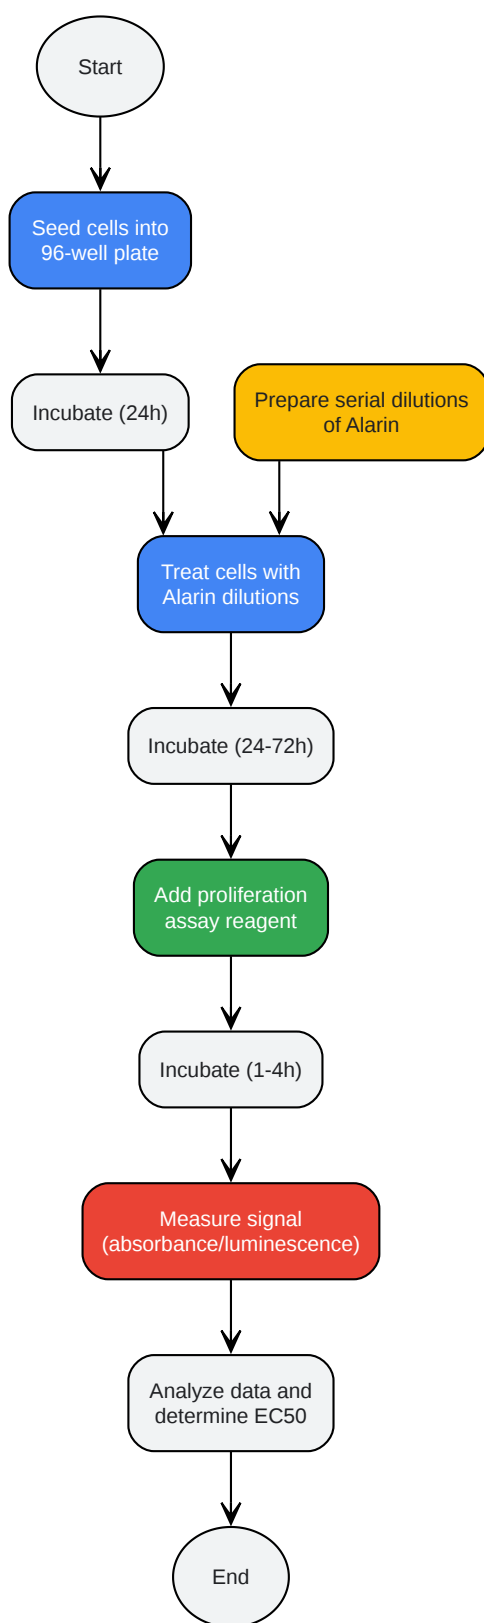 Start
Seed cells into
96-well plate
Incubate (24h)
Prepare serial dilutions
of Alarin
Treat cells with
Alarin dilutions
Incubate (24-72h)
Add proliferation
assay reagent
Incubate (1-4h)
Measure signal
(absorbance/luminescence)
Analyze data and
determine EC50
End